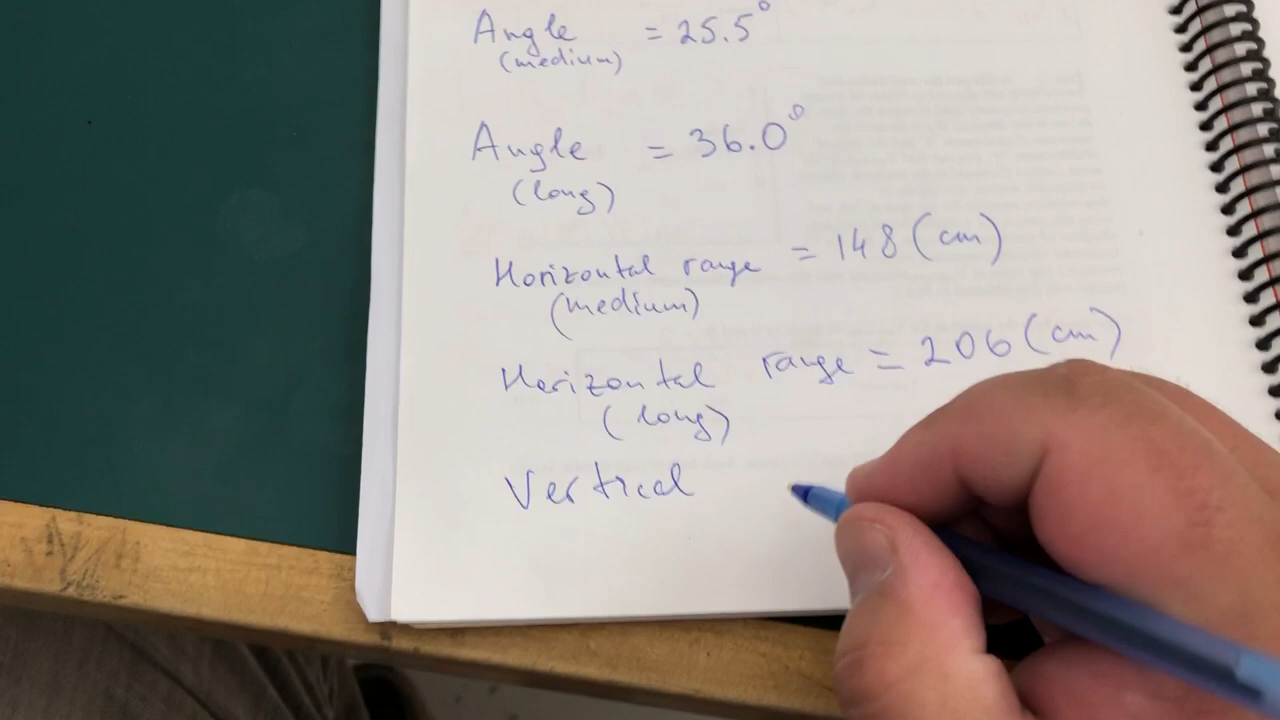 Angle = 25.5°
(medium)
Angle = 36.0°
(long)
Horizontal range = 148 (cm)
(medium)
Horizontal range = 206 (cm)
(long)
Vertical